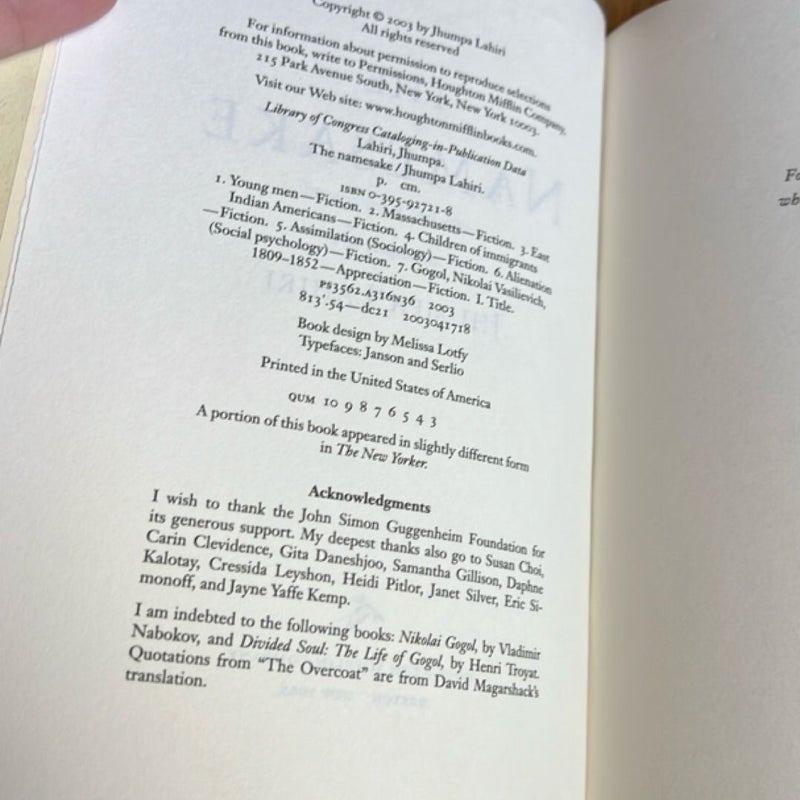 Copyright © 2003 by Jhumpa Lahiri
All rights reserved
For information about permission to reproduce selections
from this book, write to Permissions, Houghton Mifflin Company,
215 Park Avenue South, New York, New York 10003.
Visit our Web site: www.houghtonmifflinbooks.com.
Library of Congress Cataloging-in-Publication Data
Lahiri, Jhumpa.
The namesake / Jhumpa Lahiri.
p. cm.
ISBN 0-395-92721-8
1. Young men—Fiction. 2. Massachusetts—Fiction. 3. East
Indian Americans—Fiction. 4. Children of immigrants
—Fiction. 5. Assimilation (Sociology)—Fiction. 6. Alienation
(Social psychology)—Fiction. 7. Gogol, Nikolai Vasilievich,
1809–1852—Appreciation—Fiction. I. Title.
PS3562.A316N36 2003
813'.54—dc21 2003041718
Book design by Melissa Lotfy
Typefaces: Janson and Serlio
Printed in the United States of America
QUM 10 9 8 7 6 5 4 3
A portion of this book appeared in slightly different form
in The New Yorker.
Acknowledgments
I wish to thank the John Simon Guggenheim Foundation for
its generous support. My deepest thanks also go to Susan Choi,
Carin Clevidence, Gita Daneshjoo, Samantha Gillison, Daphne
Kalotay, Cressida Leyshon, Heidi Pitlor, Janet Silver, Eric Si-
monoff, and Jayne Yaffe Kemp.
I am indebted to the following books: Nikolai Gogol, by Vladimir
Nabokov, and Divided Soul: The Life of Gogol, by Henri Troyat.
Quotations from “The Overcoat” are from David Magarshack's
translation.